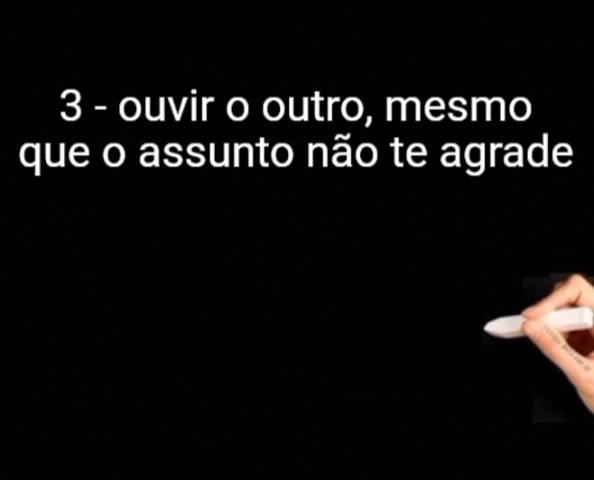 3 - ouvir o outro, mesmo
que o assunto não te agrade